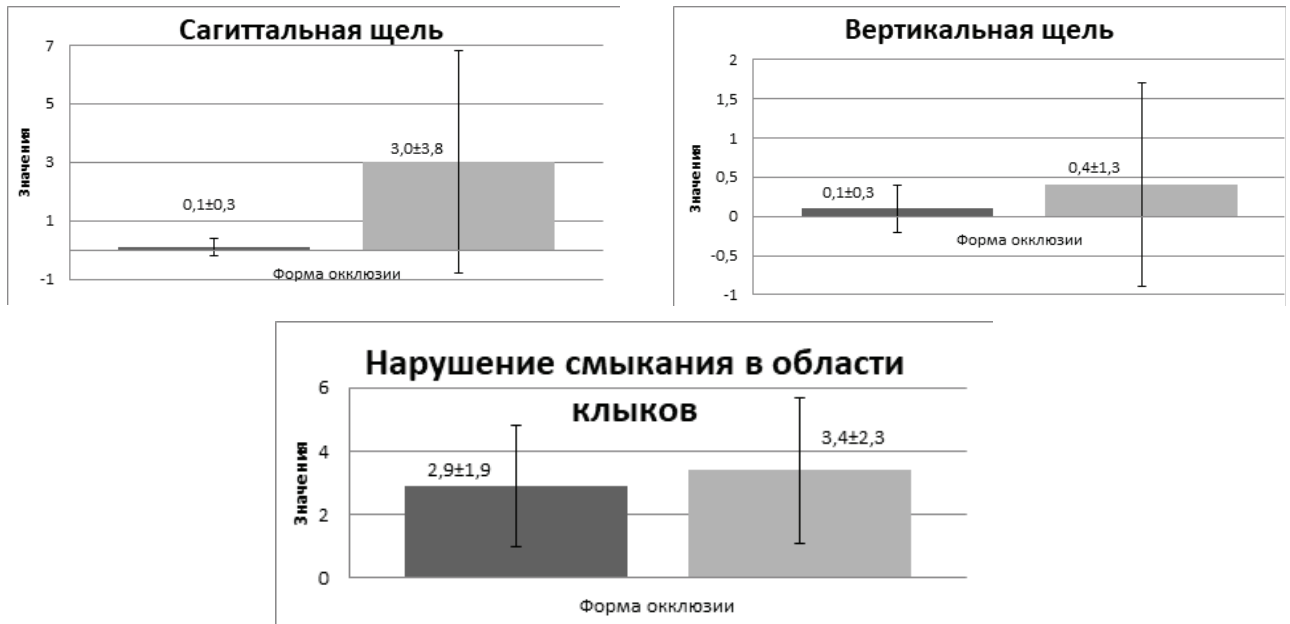 Сагиттальная щель
7
5
3
1
-1
Значения
0,1±0,3
3,0±3,8
Форма окклюзии
Вертикальная щель
2
1,5
1
0,5
0
-0,5
-1
Значения
0,1±0,3
0,4±1,3
Форма окклюзии
Нарушение смыкания в области
клыков
6
4
2
0
Значения
2,9±1,9
3,4±2,3
Форма окклюзии